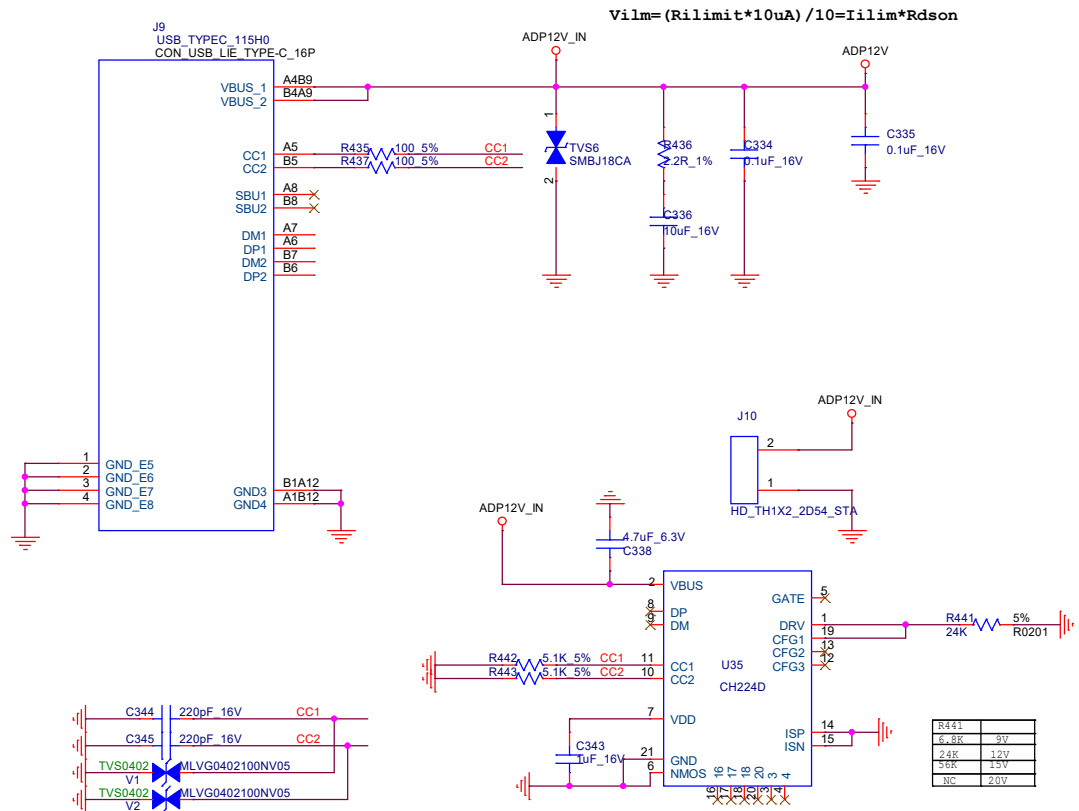 Vilm=(Rilimit*10uA)/10=Iilim*Rdson
J9
USB_TYPEC_115H0
CON_USB_LIE_TYPE-C_16P
ADP12V_IN
ADP12V
VBUS_1 A4B9
VBUS_2 B4A9
CC1 A5 R435 100_5% CC1
CC2 B5 R437 100_5% CC2
SBU1 A8
SBU2 B8
DM1 A7
DP1 A6
DM2 B7
DP2 B6
1
TVS6
SMBJ18CA
2
R436
2.2R_1%
C336
10uF_16V
C334
0.1uF_16V
C335
0.1uF_16V
1 GND_E5
2 GND_E6
3 GND_E7
4 GND_E8
GND3 B1A12
GND4 A1B12
J10
ADP12V_IN
2
1
HD_TH1X2_2D54_STA
ADP12V_IN
4.7uF_6.3V
C338
2 VBUS
8 DP
9 DM
R442 5.1K_5% CC1 11 CC1
R443 5.1K_5% CC2 10 CC2
7 VDD
C343
1uF_16V
21 GND
6 NMOS
U35
CH224D
GATE 5
DRV 1
CFG1 19
CFG2 13
CFG3 12
R441 5%
24K R0201
ISP 14
ISN 15
16 17 18 20 3 4
16 17 18 20 3 4
C344 220pF_16V CC1
C345 220pF_16V CC2
TVS0402 MLVG0402100NV05
V1
TVS0402 MLVG0402100NV05
V2
R441
6.8K 9V
24K 12V
56K 15V
NC 20V